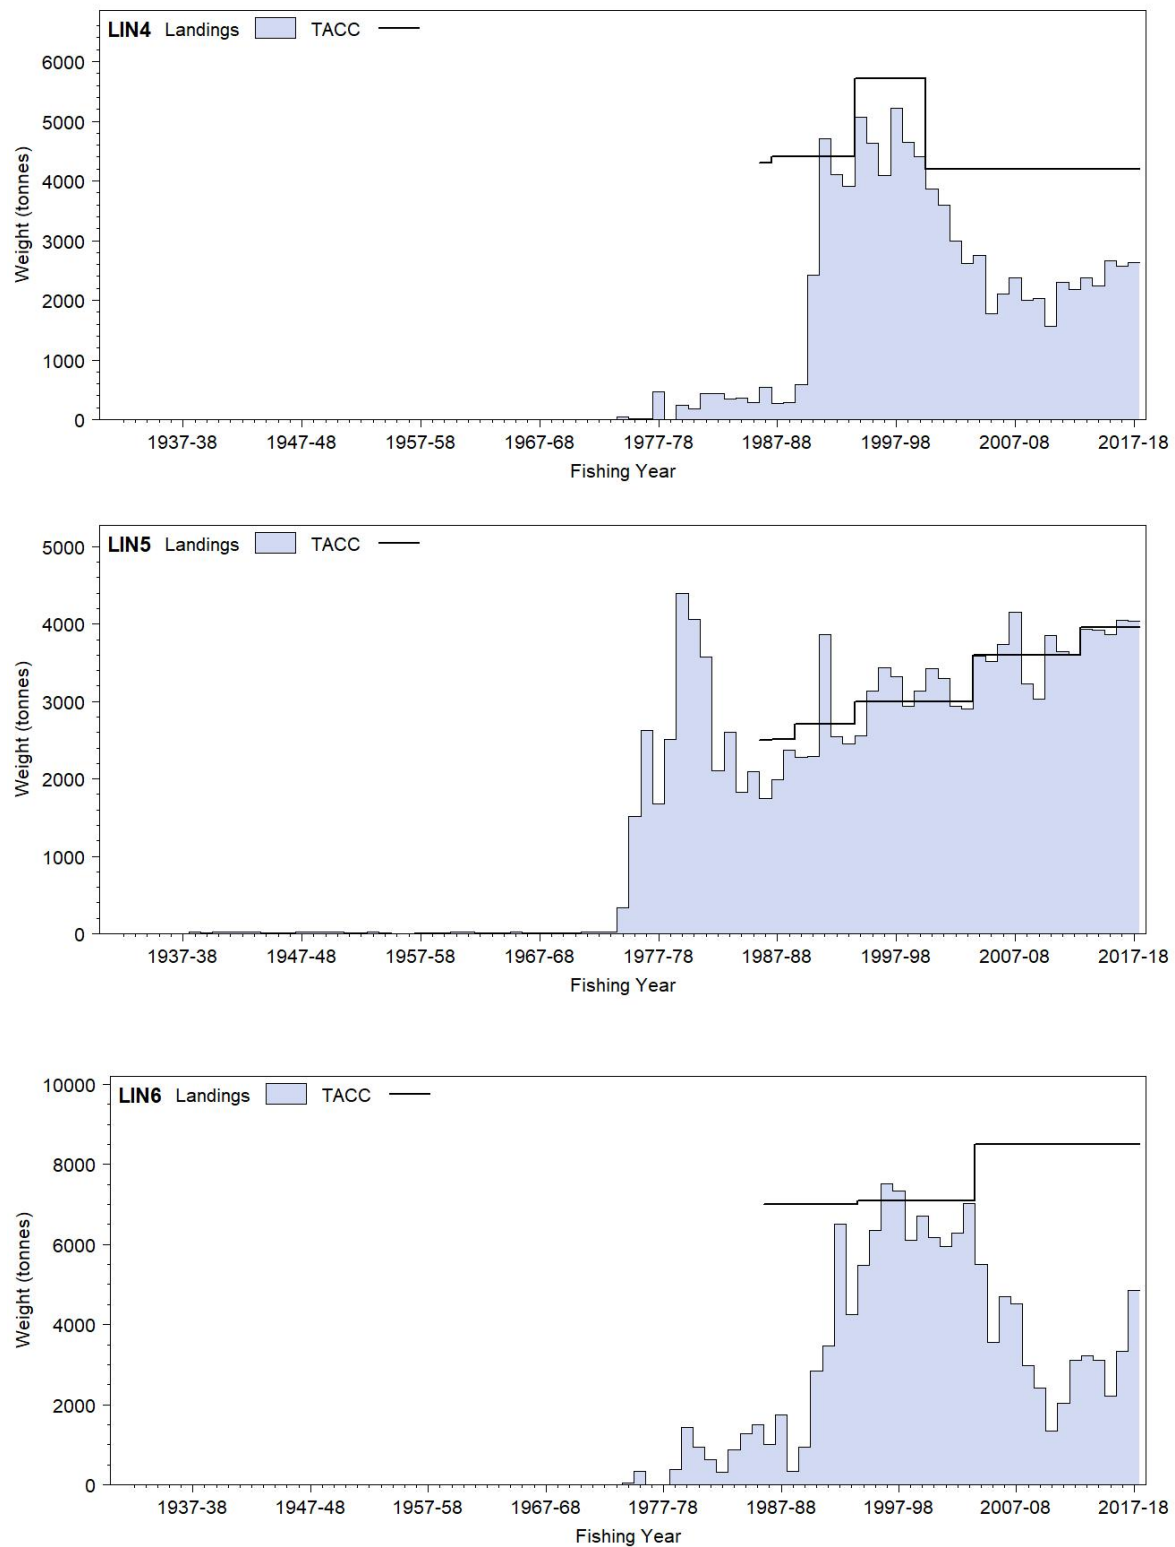 LIN4 Landings TACC
6000
5000
4000
3000
2000
1000
0
Weight (tonnes)
1937-38 1947-48 1957-58 1967-68 1977-78 1987-88 1997-98 2007-08 2017-18
Fishing Year
LIN5 Landings TACC
5000
4000
3000
2000
1000
0
Weight (tonnes)
1937-38 1947-48 1957-58 1967-68 1977-78 1987-88 1997-98 2007-08 2017-18
Fishing Year
LIN6 Landings TACC
10000
8000
6000
4000
2000
0
Weight (tonnes)
1937-38 1947-48 1957-58 1967-68 1977-78 1987-88 1997-98 2007-08 2017-18
Fishing Year